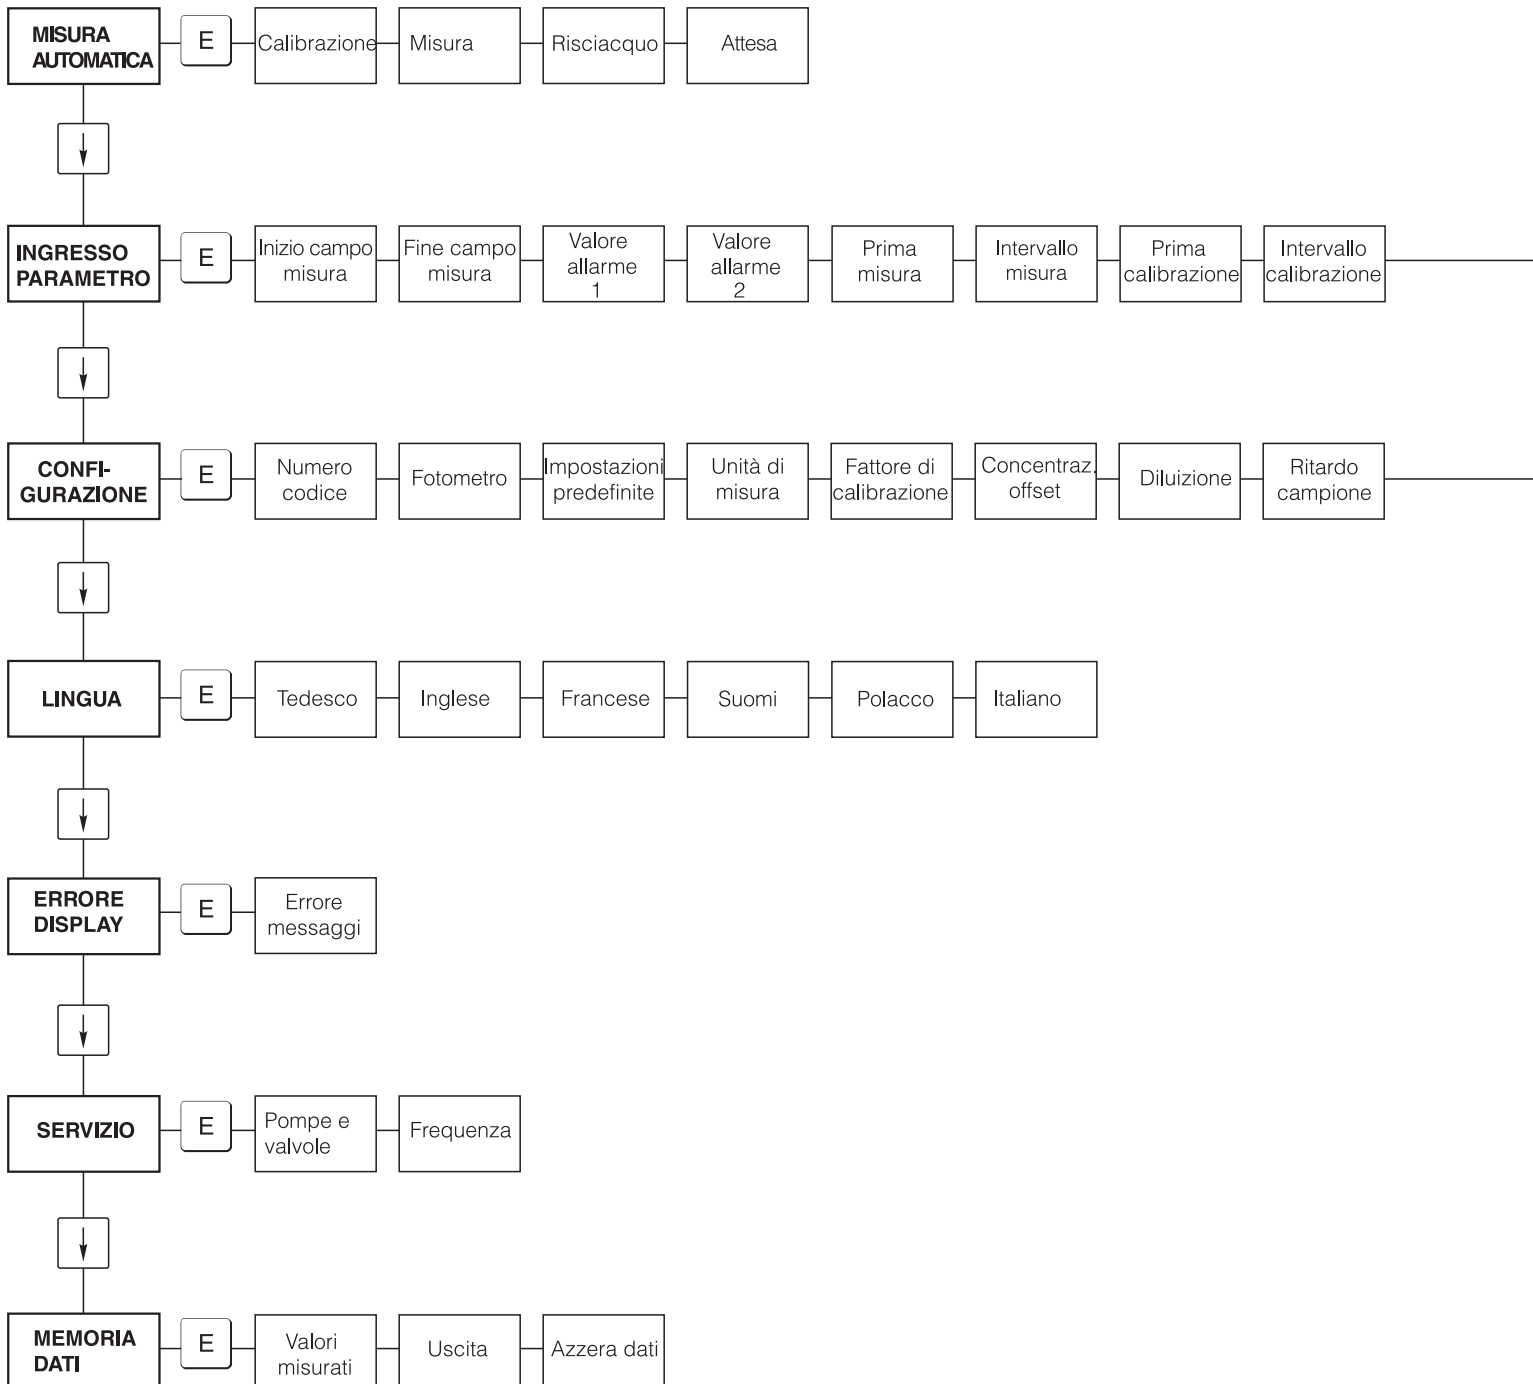 MISURA
AUTOMATICA
E
Calibrazione
Misura
Risciacquo
Attesa
INGRESSO
PARAMETRO
E
Inizio campo
misura
Fine campo
misura
Valore
allarme
1
Valore
allarme
2
Prima
misura
Intervallo
misura
Prima
calibrazione
Intervallo
calibrazione
CONFI-
GURAZIONE
E
Numero
codice
Fotometro
Impostazioni
predefinite
Unità di
misura
Fattore di
calibrazione
Concentraz.
offset
Diluizione
Ritardo
campione
LINGUA
E
Tedesco
Inglese
Francese
Suomi
Polacco
Italiano
ERRORE
DISPLAY
E
Errore
messaggi
SERVIZIO
E
Pompe e
valvole
Frequenza
MEMORIA
DATI
E
Valori
misurati
Uscita
Azzera dati